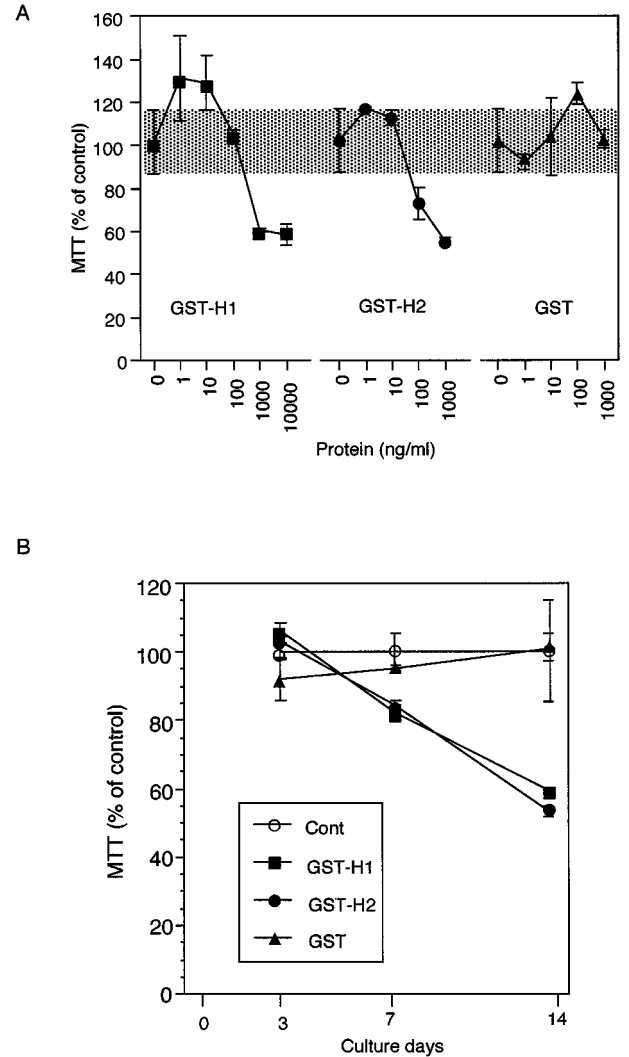 A
160
140
120
100
80
60
40
20
0
MTT (% of control)
GST-H1
GST-H2
GST
0 1 10 100 1000 10000 0 1 10 100 1000 0 1 10 100 1000
Protein (ng/ml)
B
120
100
80
60
40
20
0
MTT (% of control)
Cont
GST-H1
GST-H2
GST
0 3 7 14
Culture days